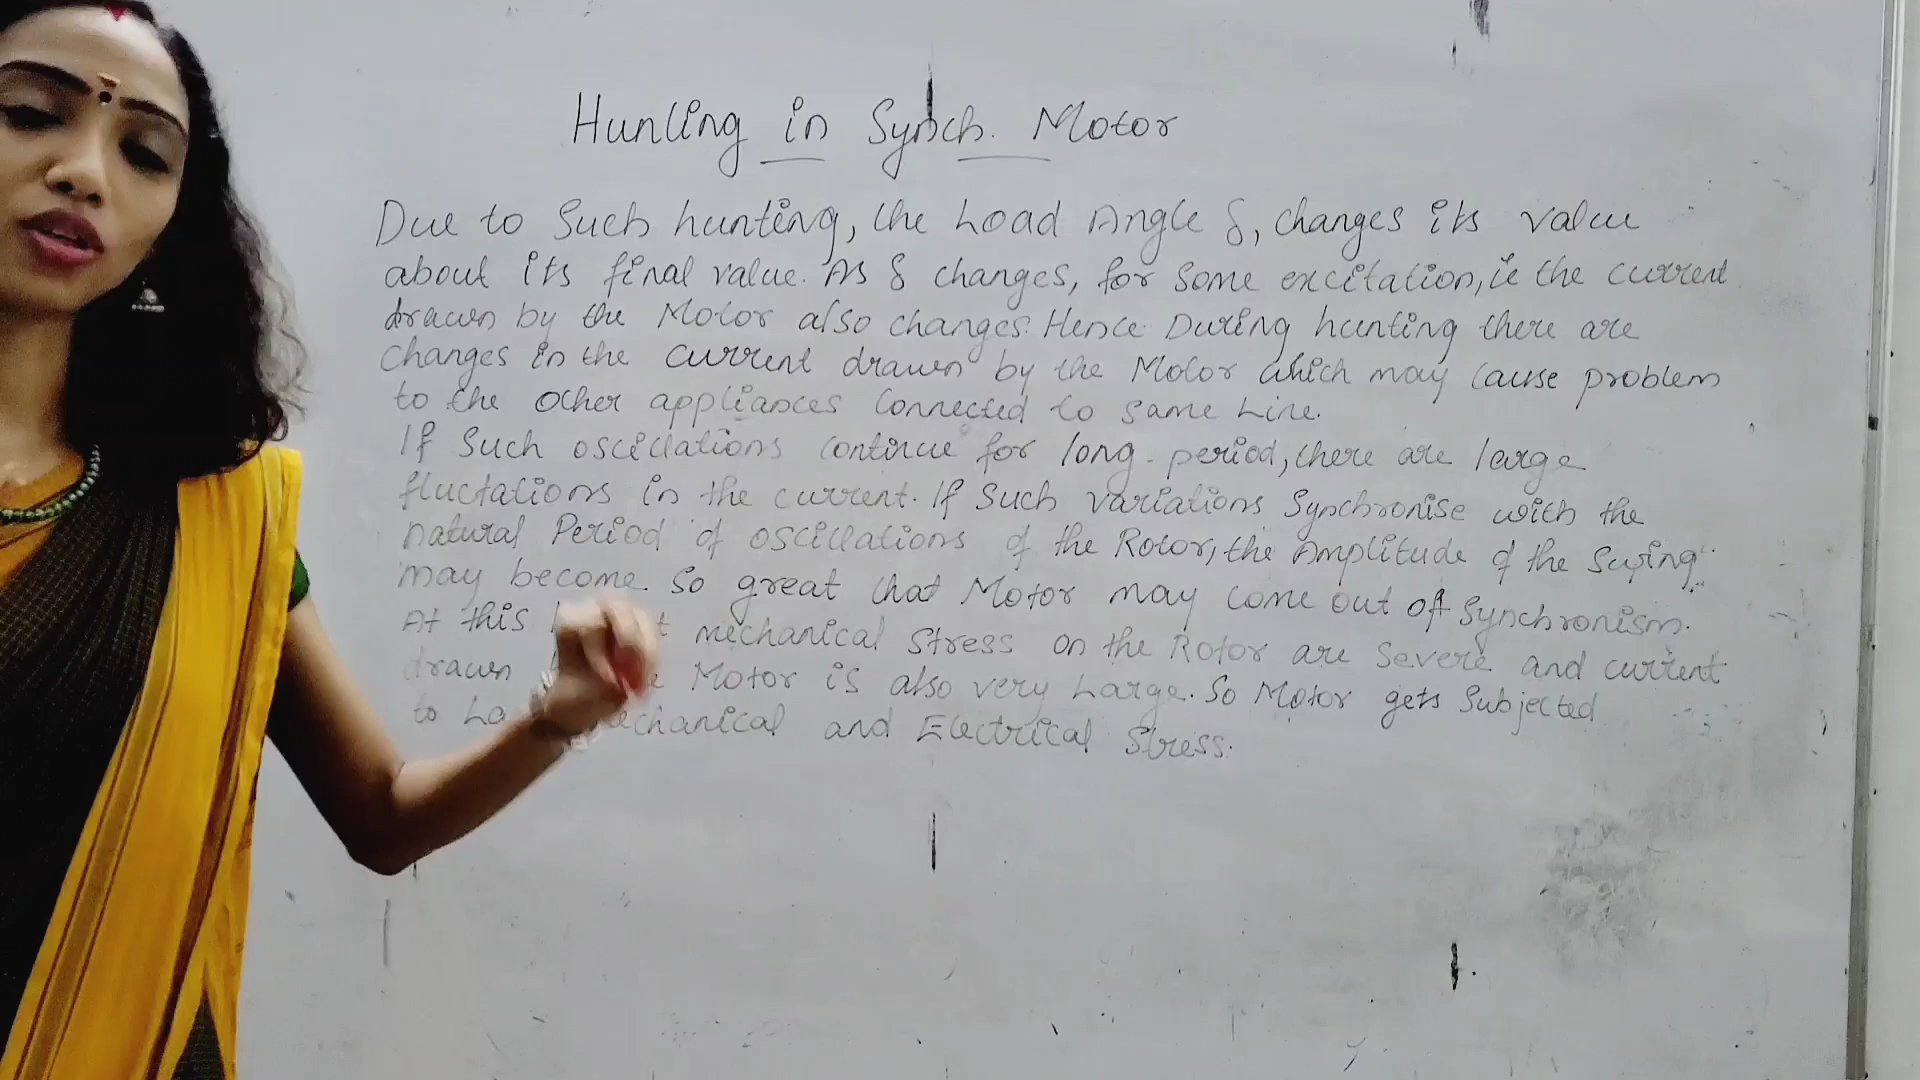 Hunting in Synch. Motor
Due to Such hunting, the Load Angle δ, changes its value
about its final value. As δ changes, for Some excitation, ie the current
drawn by the Motor also changes. Hence During hunting there are
changes in the current drawn by the Motor which may cause problem
to the other appliances Connected to same Line.
If Such oscillations continue for long period, there are large
fluctations in the current. If Such variations Synchronise with the
natural Period of oscillations of the Rotor, the Amplitude of the Swing
may become So great that Motor may come out of Synchronism.
At this mechanical Stress on the Rotor are Severe and current
drawn Motor is also very Large. So Motor gets Subjected
to and Electrical Stress.